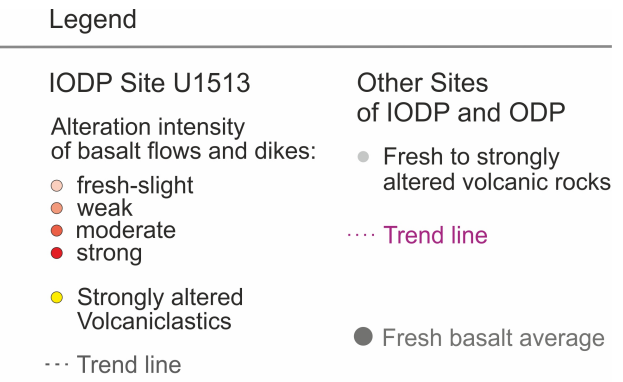 Legend
IODP Site U1513
Alteration intensity
of basalt flows and dikes:
fresh-slight
weak
moderate
strong
Strongly altered
Volcaniclastics
Trend line
Other Sites
of IODP and ODP
Fresh to strongly
altered volcanic rocks
Trend line
Fresh basalt average